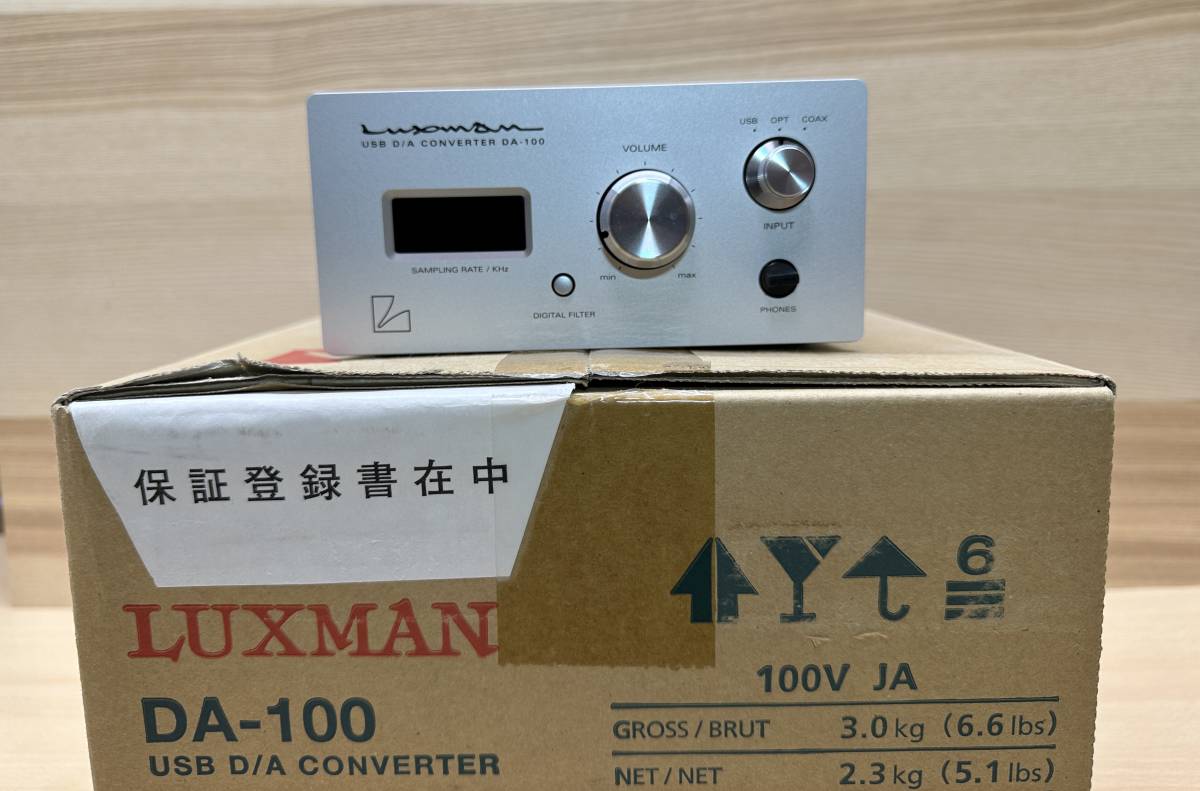 Luxman
USB D/A CONVERTER DA-100
USB OPT COAX
VOLUME
INPUT
SAMPLING RATE / KHz
min max
DIGITAL FILTER
PHONES
保証登録書在中
6
LUXMAN
100V JA
DA-100
GROSS / BRUT 3.0 kg (6.6 lbs)
USB D/A CONVERTER
NET / NET 2.3 kg (5.1 lbs)